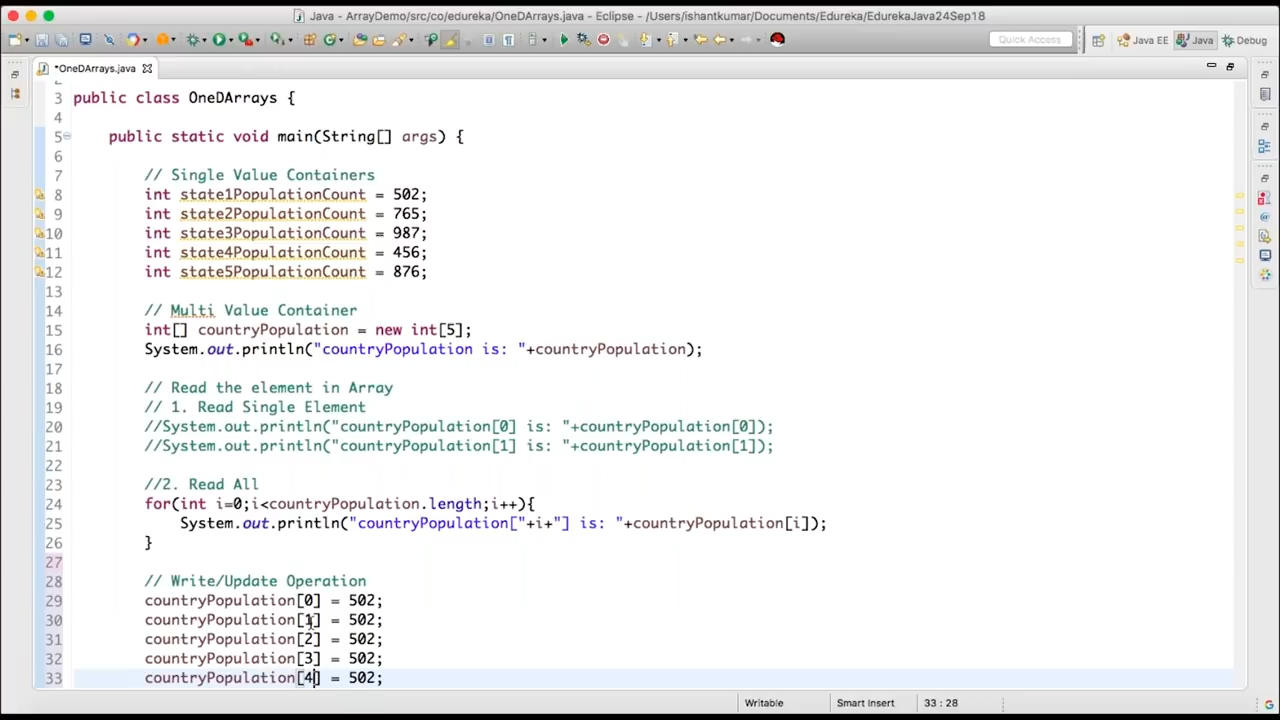 Java - ArrayDemo/src/co/edureka/OneDArrays.java - Eclipse - /Users/ishantkumar/Documents/Edureka/EdurekaJava24Sep18
Quick Access
Java EE
Java
Debug
*OneDArrays.java
3 public class OneDArrays {
4
5 public static void main(String[] args) {
6
7 // Single Value Containers
8 int state1PopulationCount = 502;
9 int state2PopulationCount = 765;
10 int state3PopulationCount = 987;
11 int state4PopulationCount = 456;
12 int state5PopulationCount = 876;
13
14 // Multi Value Container
15 int[] countryPopulation = new int[5];
16 System.out.println("countryPopulation is: "+countryPopulation);
17
18 // Read the element in Array
19 // 1. Read Single Element
20 //System.out.println("countryPopulation[0] is: "+countryPopulation[0]);
21 //System.out.println("countryPopulation[1] is: "+countryPopulation[1]);
22
23 //2. Read All
24 for(int i=0;i<countryPopulation.length;i++){
25 System.out.println("countryPopulation["+i+"] is: "+countryPopulation[i]);
26 }
27
28 // Write/Update Operation
29 countryPopulation[0] = 502;
30 countryPopulation[1] = 502;
31 countryPopulation[2] = 502;
32 countryPopulation[3] = 502;
33 countryPopulation[4] = 502;
Writable
Smart Insert
33 : 28